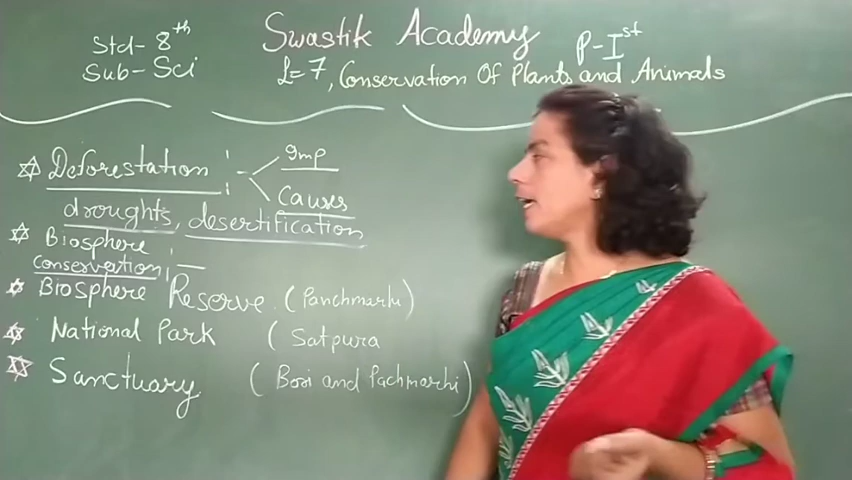 Std- 8th
Sub- Sci
Swastik Academy
P-Ist
L=7, Conservation Of Plants and Animals
Deforestation :-
Imp
Causes
droughts, desertification
Biosphere
conservation :-
Biosphere Reserve. (Panchmarhi)
National Park (Satpura
Sanctuary (Bori and Pachmarhi)